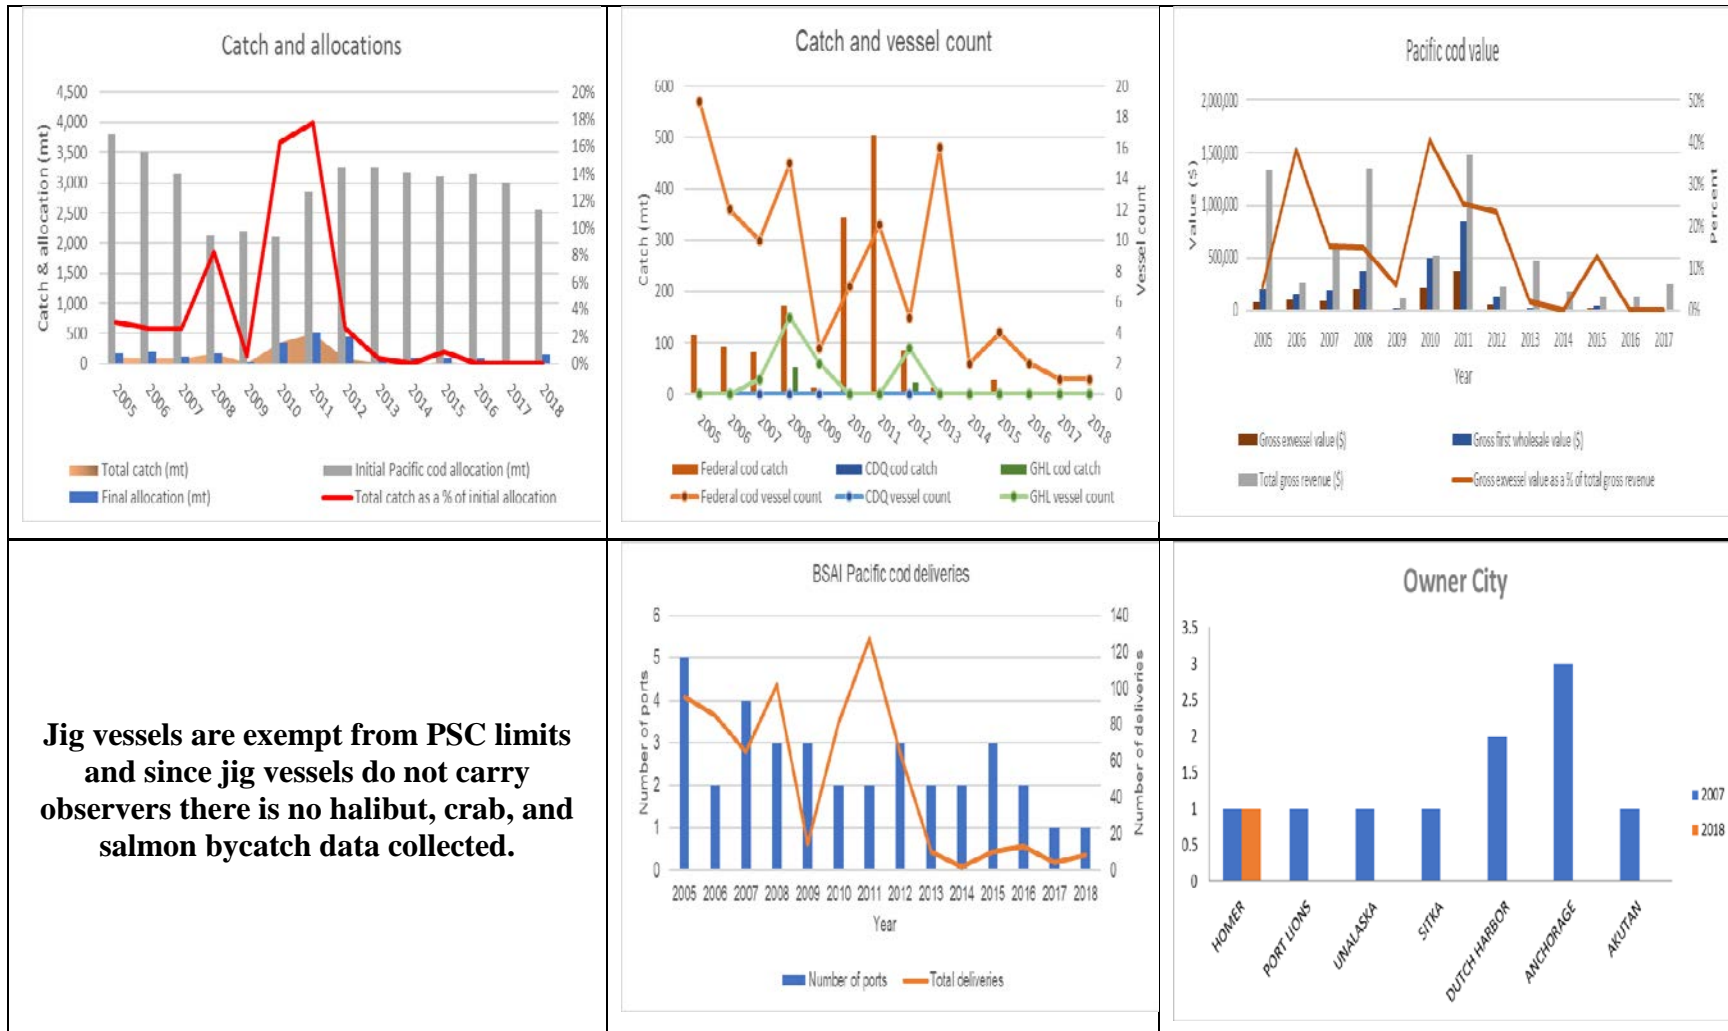 Catch and allocations
Catch & allocation (mt)
4,500
4,000
3,500
3,000
2,500
2,000
1,500
1,000
500
0
20%
18%
16%
14%
12%
10%
8%
6%
4%
2%
0%
2005 2006 2007 2008 2009 2010 2011 2012 2013 2014 2015 2016 2017 2018
Total catch (mt) Initial Pacific cod allocation (mt)
Final allocation (mt) Total catch as a % of initial allocation
Catch and vessel count
Catch (mt)
600
500
400
300
200
100
0
20
18
16
14
12
10
8
6
4
2
0
Vessel count
2005 2006 2007 2008 2009 2010 2011 2012 2013 2014 2015 2016 2017 2018
Federal cod catch CDQ cod catch GHL cod catch
Federal cod vessel count CDQ vessel count GHL vessel count
Pacific cod value
Value ($)
2,000,000
1,500,000
1,000,000
500,000
0
50%
40%
30%
20%
10%
0%
Percent
2005 2006 2007 2008 2009 2010 2011 2012 2013 2014 2015 2016 2017
Year
Gross exvessel value ($) Gross first wholesale value ($)
Total gross revenue ($) Gross exvessel value as a % of total gross revenue
Jig vessels are exempt from PSC limits
and since jig vessels do not carry
observers there is no halibut, crab, and
salmon bycatch data collected.
BSAI Pacific cod deliveries
Number of ports
6
5
4
3
2
1
0
140
120
100
80
60
40
20
0
Number of deliveries
2005 2006 2007 2008 2009 2010 2011 2012 2013 2014 2015 2016 2017 2018
Year
Number of ports Total deliveries
Owner City
3.5
3
2.5
2
1.5
1
0.5
0
HOMER PORT LIONS UNALASKA SITKA DUTCH HARBOR ANCHORAGE AKUTAN
2007
2018